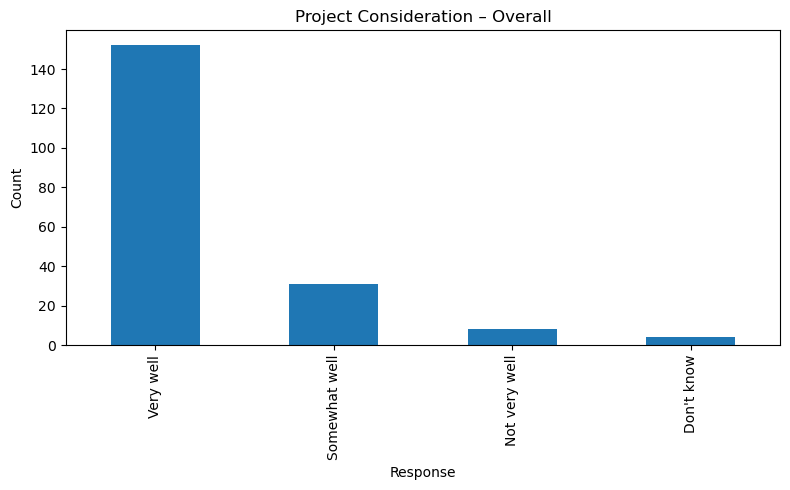 Project Consideration – Overall
Count
140
120
100
80
60
40
20
0
Very well
Somewhat well
Not very well
Don't know
Response